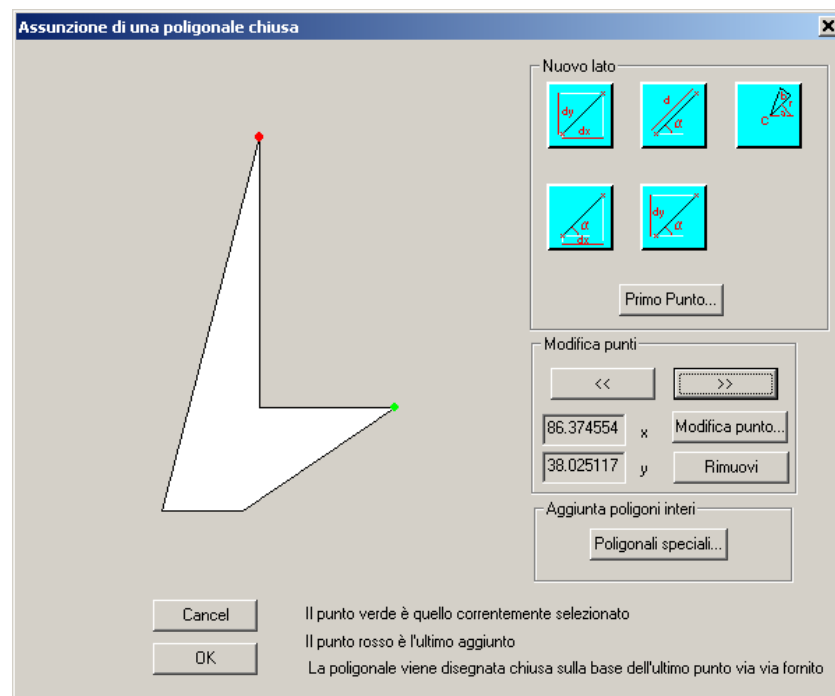 Assunzione di una poligonale chiusa
Nuovo lato
dy
dx
d
α
C
b
r
a
α
dx
dy
α
Primo Punto...
Modifica punti
<<
>>
86.374554
x
Modifica punto...
38.025117
y
Rimuovi
Aggiunta poligoni interi
Poligonali speciali...
Cancel
Il punto verde è quello correntemente selezionato
Il punto rosso è l'ultimo aggiunto
OK
La poligonale viene disegnata chiusa sulla base dell'ultimo punto via via fornito